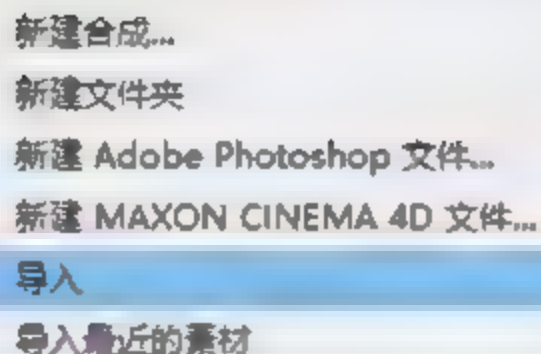 新建合成...
新建文件夹
新建 Adobe Photoshop 文件...
新建 MAXON CINEMA 4D 文件...
导入
导入最近的素材